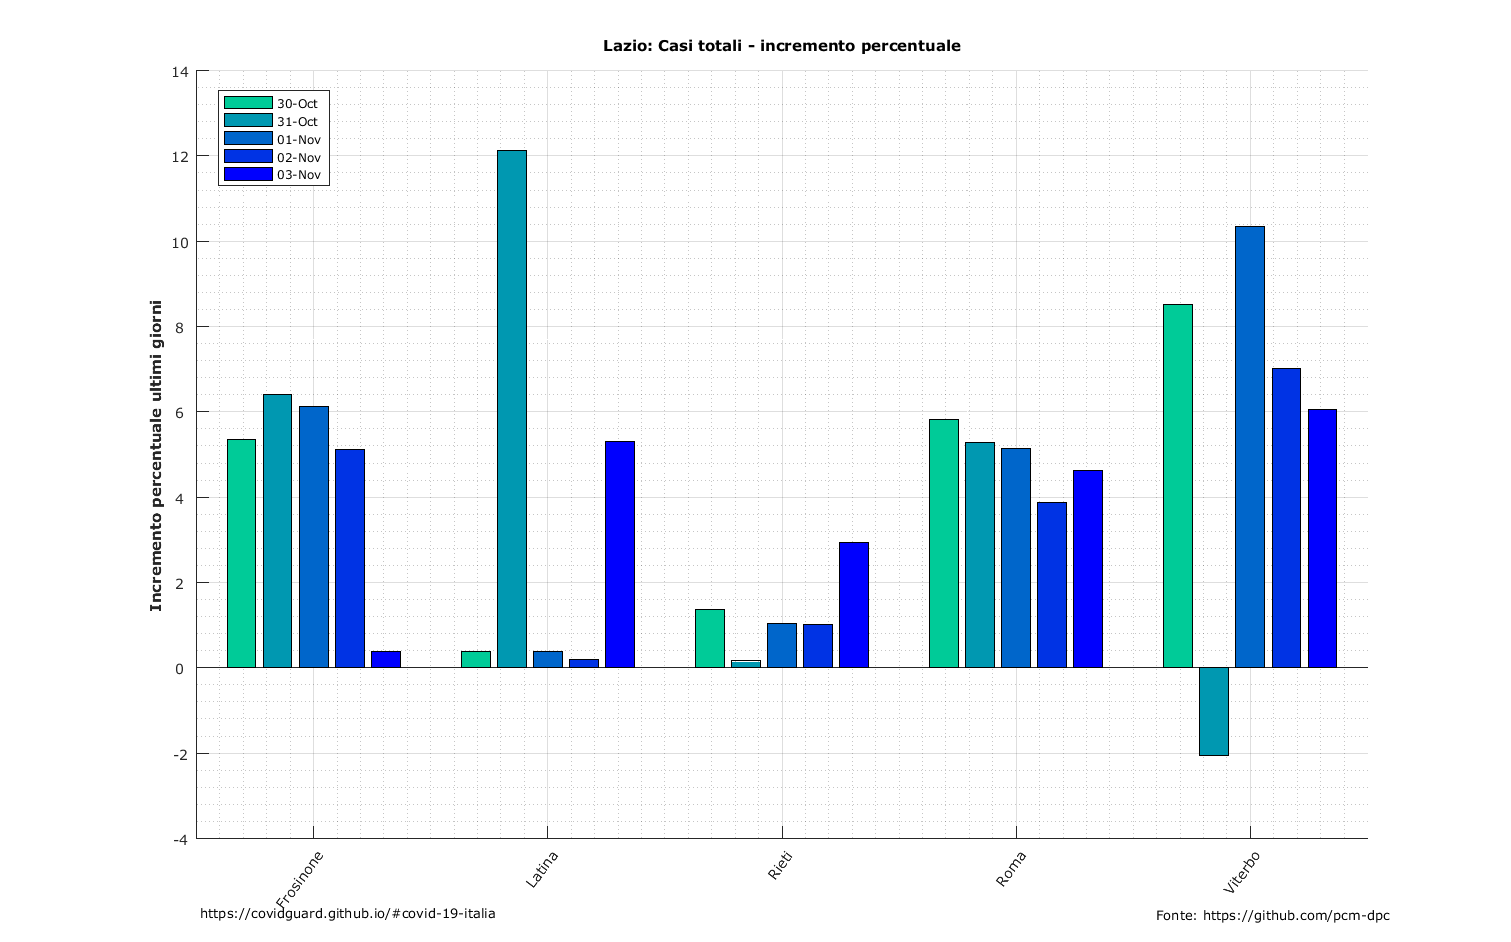 Lazio: Casi totali - incremento percentuale
14
12
10
8
6
4
2
0
-2
-4
Incremento percentuale ultimi giorni
30-Oct
31-Oct
01-Nov
02-Nov
03-Nov
Frosinone
Latina
Rieti
Roma
Viterbo
https://covidguard.github.io/#covid-19-italia
Fonte: https://github.com/pcm-dpc